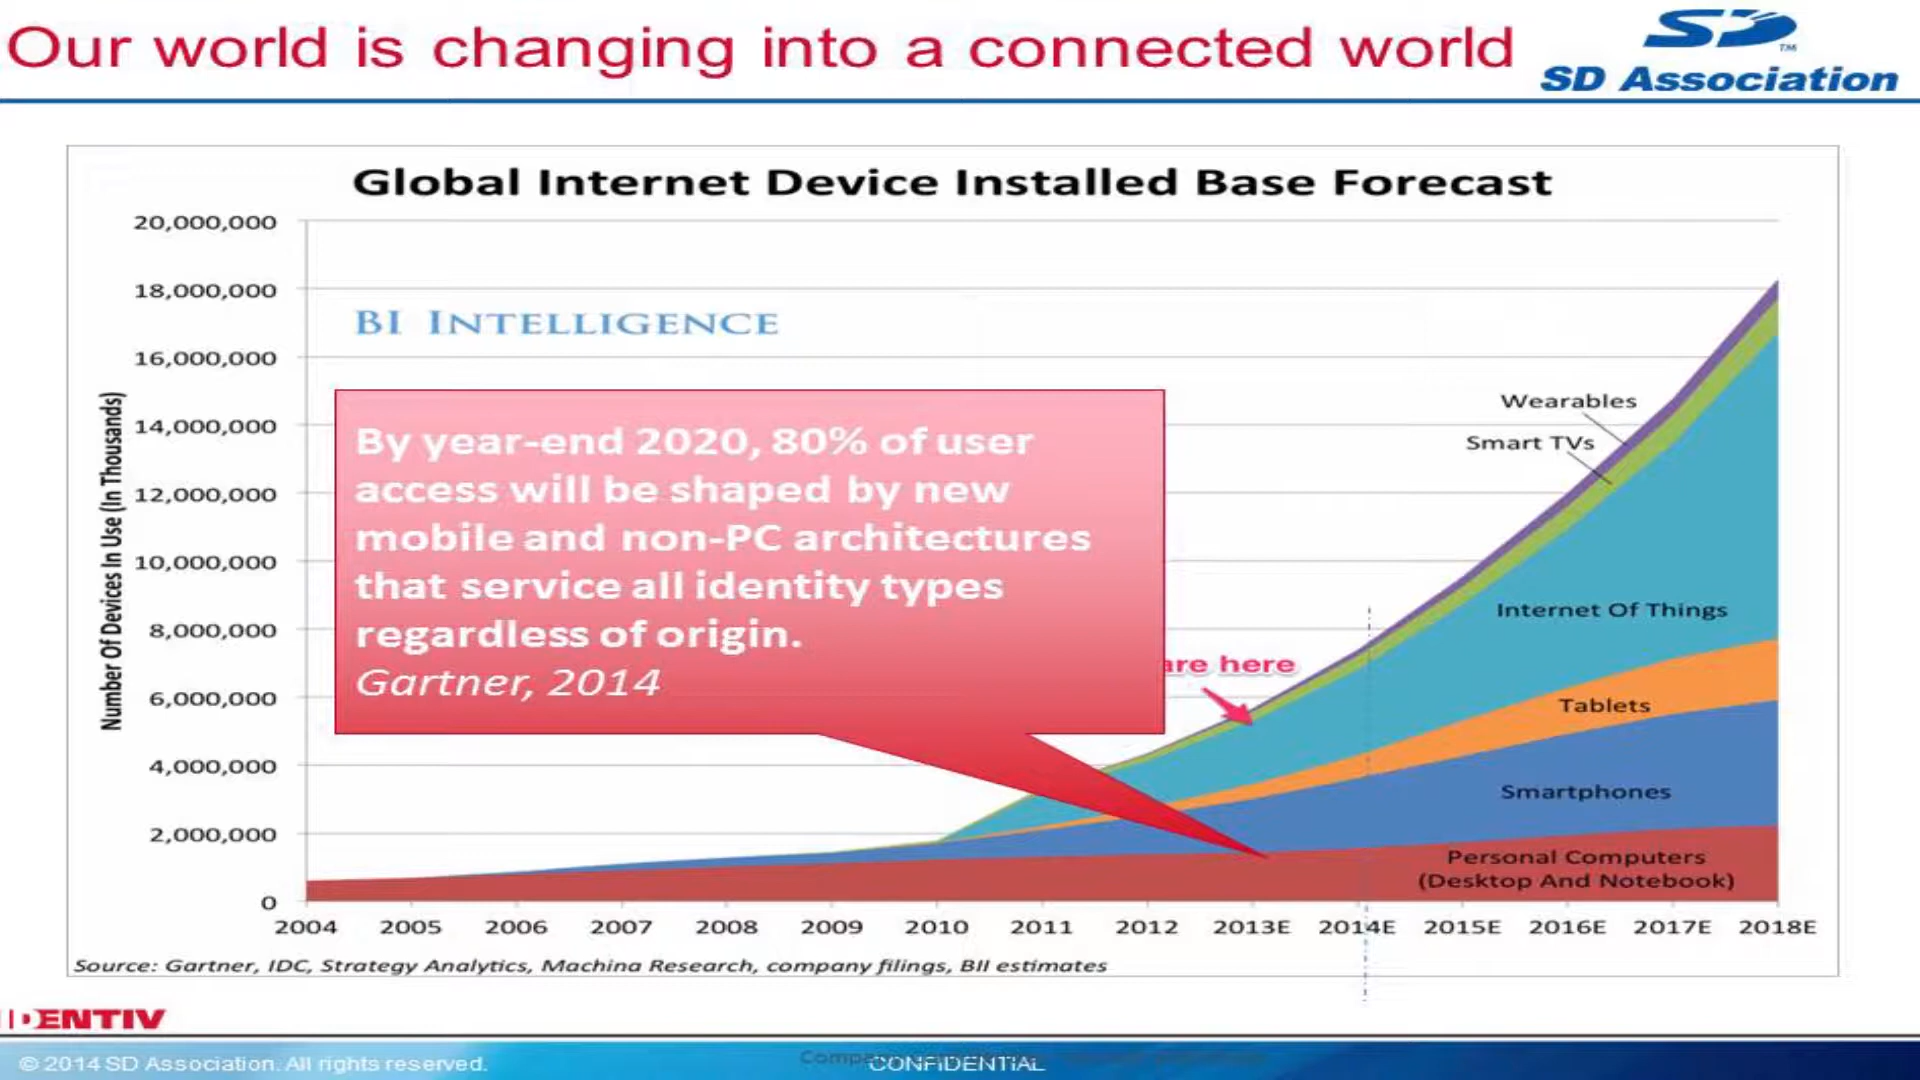 Our world is changing into a connected world
SD
TM
SD Association
Global Internet Device Installed Base Forecast
20,000,000
18,000,000
16,000,000
14,000,000
12,000,000
10,000,000
8,000,000
6,000,000
4,000,000
2,000,000
0
Number Of Devices In Use (In Thousands)
BI INTELLIGENCE
By year-end 2020, 80% of user
access will be shaped by new
mobile and non-PC architectures
that service all identity types
regardless of origin.
Gartner, 2014
are here
Wearables
Smart TVs
Internet Of Things
Tablets
Smartphones
Personal Computers
(Desktop And Notebook)
2004 2005 2006 2007 2008 2009 2010 2011 2012 2013E 2014E 2015E 2016E 2017E 2018E
Source: Gartner, IDC, Strategy Analytics, Machina Research, company filings, BII estimates
IDENTIV
© 2014 SD Association. All rights reserved.
CONFIDENTIAL